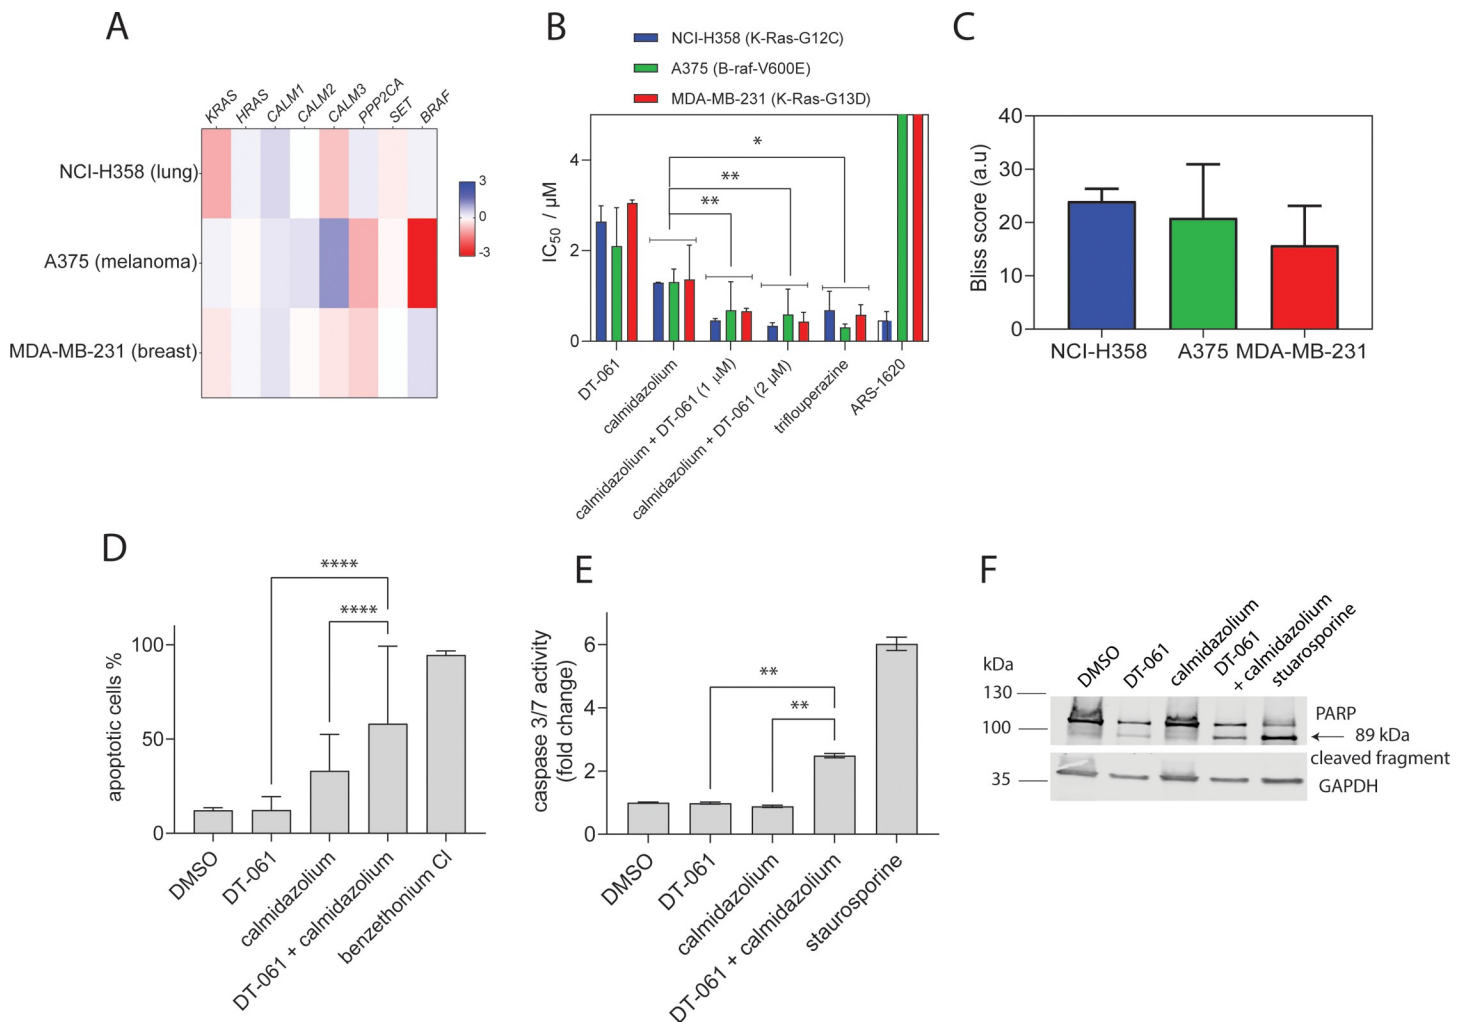 A
KRAS
HRAS
CALM1
CALM2
CALM3
PPP2CA
SET
BRAF
NCI-H358 (lung)
A375 (melanoma)
MDA-MB-231 (breast)
3
0
-3
B
NCI-H358 (K-Ras-G12C)
A375 (B-raf-V600E)
MDA-MB-231 (K-Ras-G13D)
IC50 / µM
4
2
0
*
**
**
DT-061
calmidazolium
calmidazolium + DT-061 (1 µM)
calmidazolium + DT-061 (2 µM)
triflouperazine
ARS-1620
C
Bliss score (a.u)
40
30
20
10
0
NCI-H358
A375
MDA-MB-231
D
apoptotic cells %
100
50
0
****
****
DMSO
DT-061
calmidazolium
DT-061 + calmidazolium
benzethonium Cl
E
caspase 3/7 activity
(fold change)
6
4
2
0
**
**
DMSO
DT-061
calmidazolium
DT-061 + calmidazolium
staurosporine
F
kDa
130
100
35
DMSO
DT-061
calmidazolium
DT-061
+ calmidazolium
stuarosporine
PARP
89 kDa
cleaved fragment
GAPDH